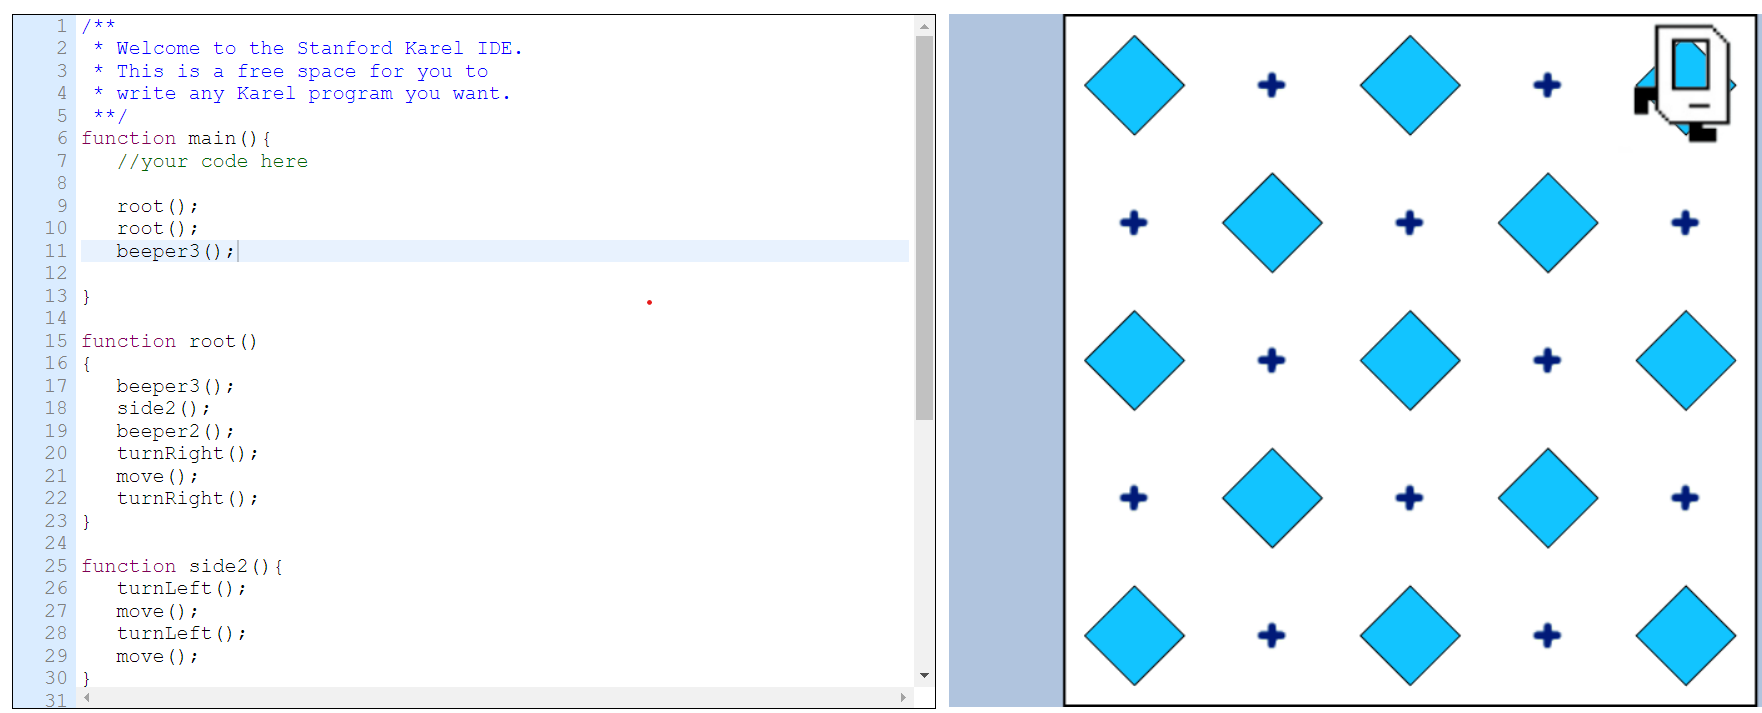 1 /**
2  * Welcome to the Stanford Karel IDE.
3  * This is a free space for you to
4  * write any Karel program you want.
5  **/
6 function main(){
7    //your code here
8
9    root();
10    root();
11    beeper3();
12
13 }
14
15 function root()
16 {
17    beeper3();
18    side2();
19    beeper2();
20    turnRight();
21    move();
22    turnRight();
23 }
24
25 function side2(){
26    turnLeft();
27    move();
28    turnLeft();
29    move();
30 }
31